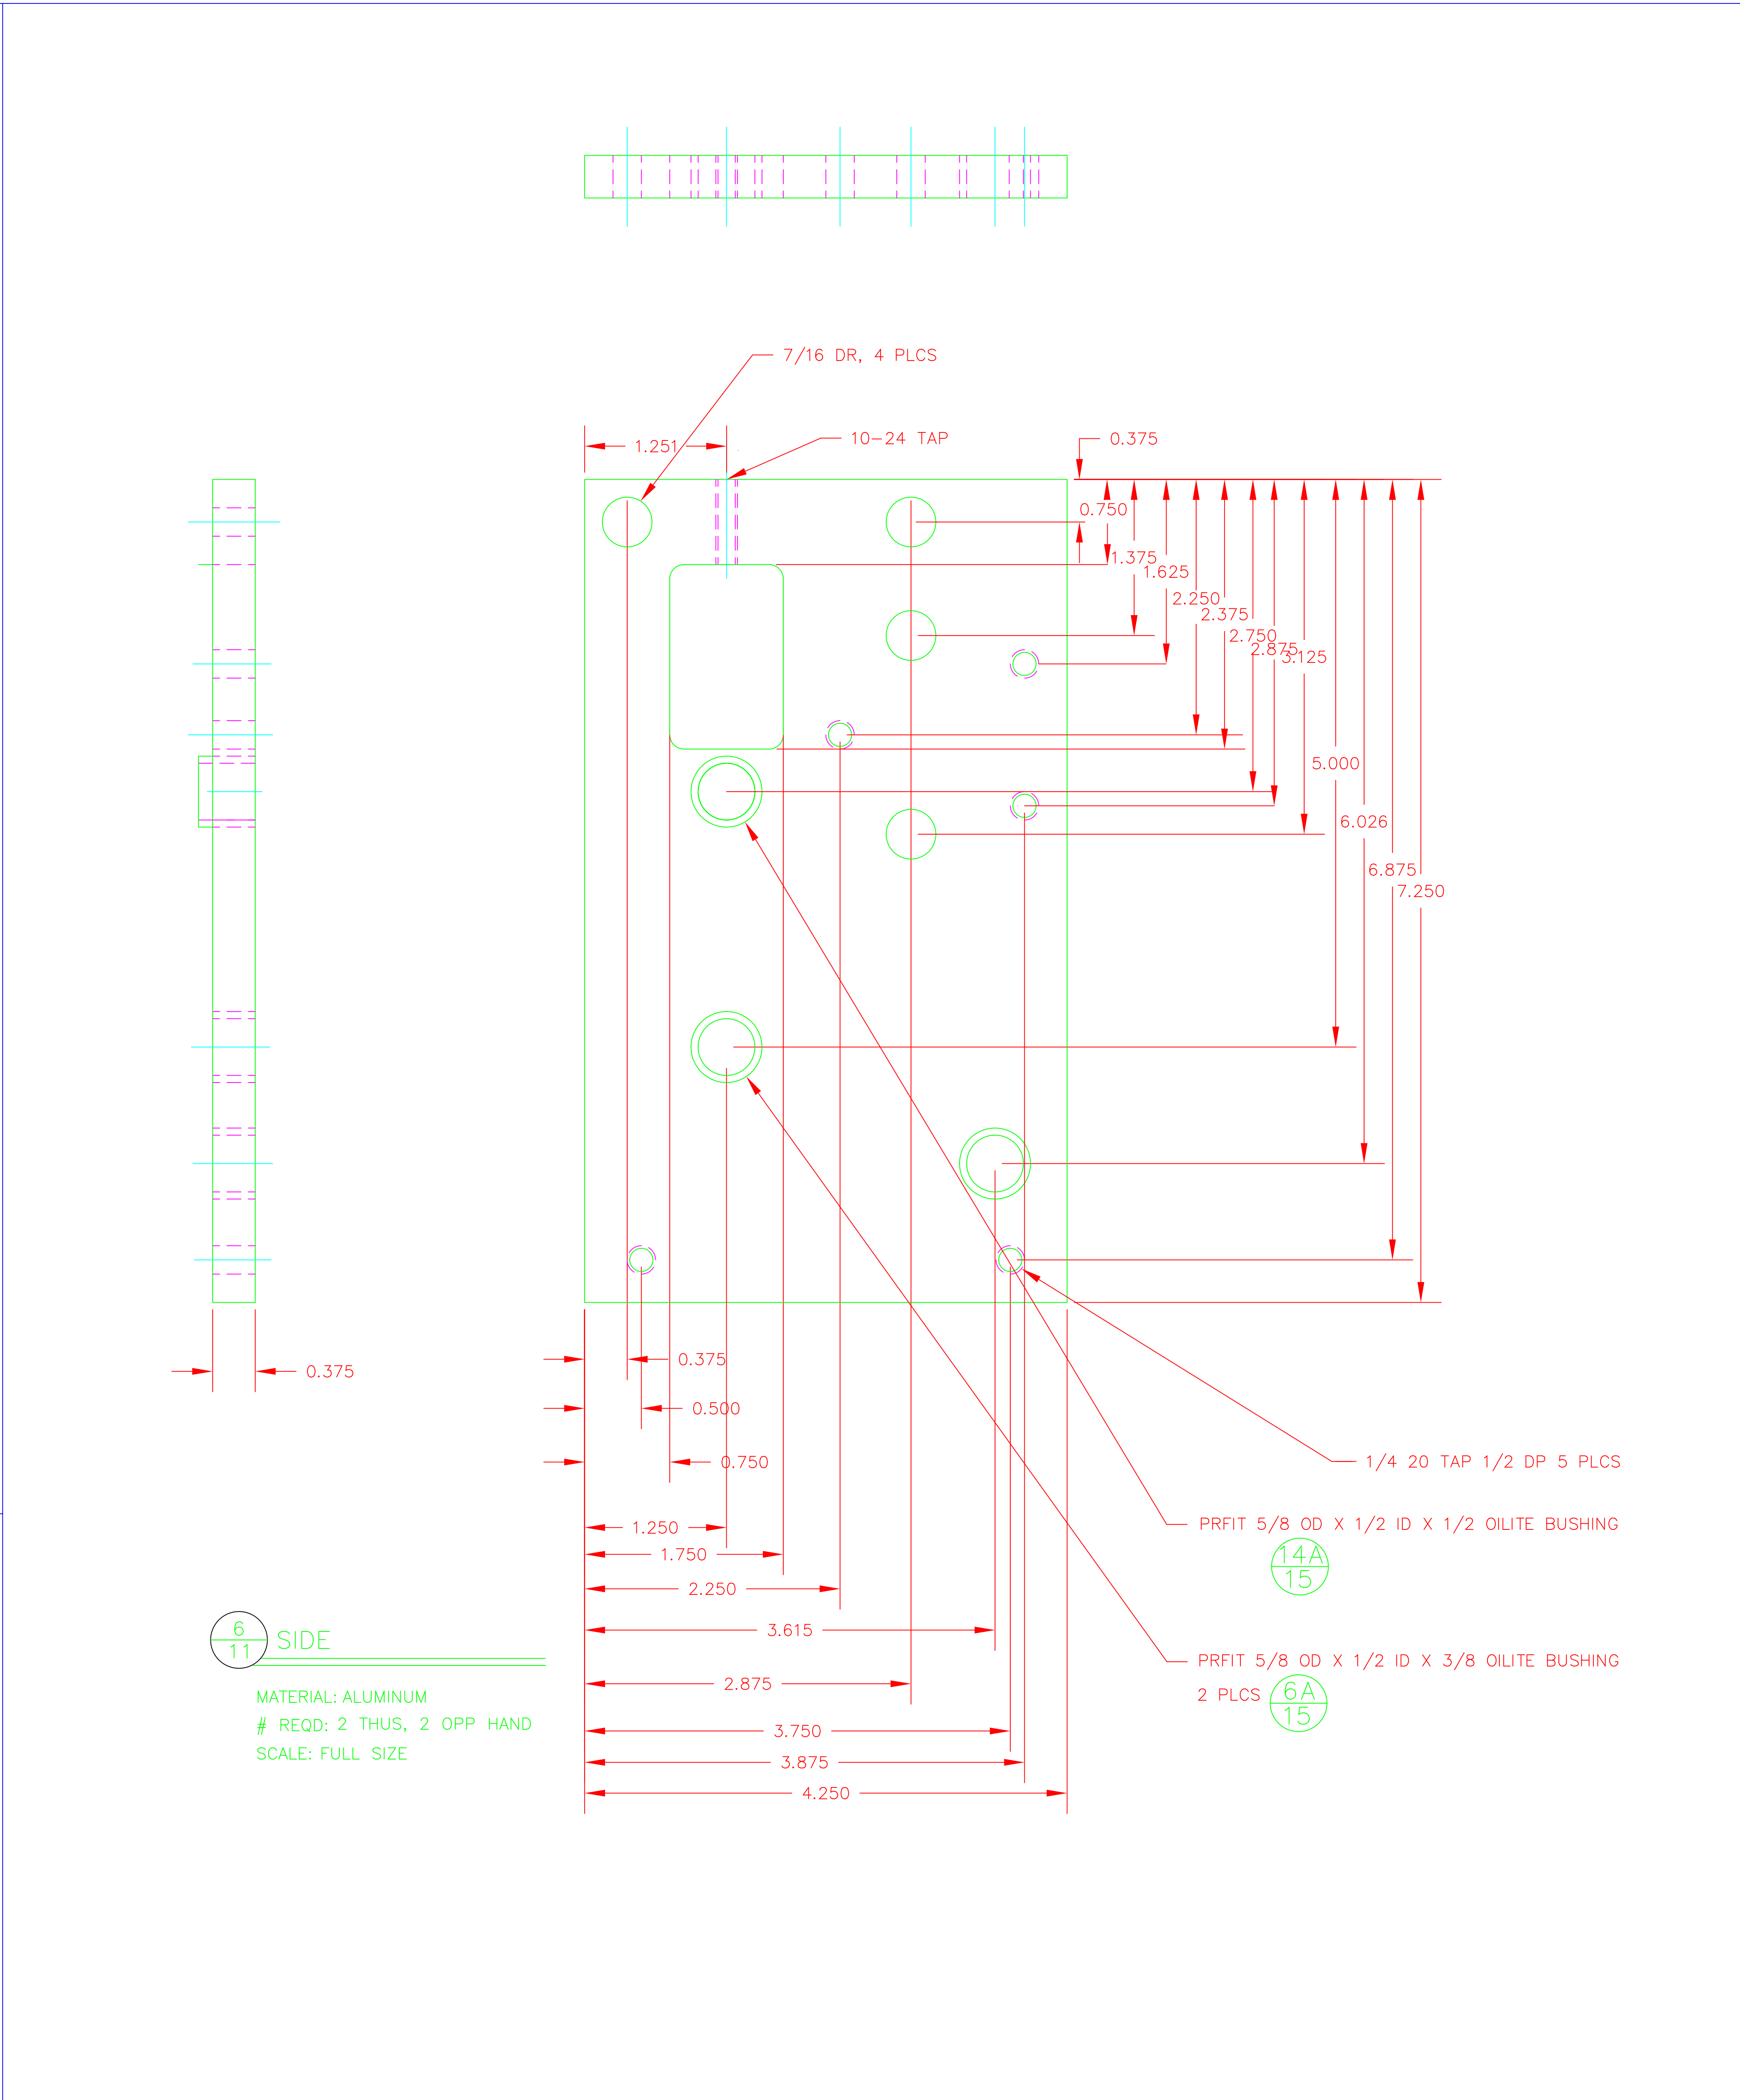 7/16 DR, 4 PLCS
10-24 TAP
0.375
1.251
0.750
1.375
1.625
2.250
2.375
2.750
2.875
3.125
5.000
6.026
6.875
7.250
0.375
0.375
0.500
0.750
1.250
1.750
2.250
3.615
2.875
3.750
3.875
4.250
1/4 20 TAP 1/2 DP 5 PLCS
PRFIT 5/8 OD X 1/2 ID X 1/2 OILITE BUSHING
14A
15
PRFIT 5/8 OD X 1/2 ID X 3/8 OILITE BUSHING
2 PLCS
6A
15
6
11
SIDE
MATERIAL: ALUMINUM
# REQD: 2 THUS, 2 OPP HAND
SCALE: FULL SIZE